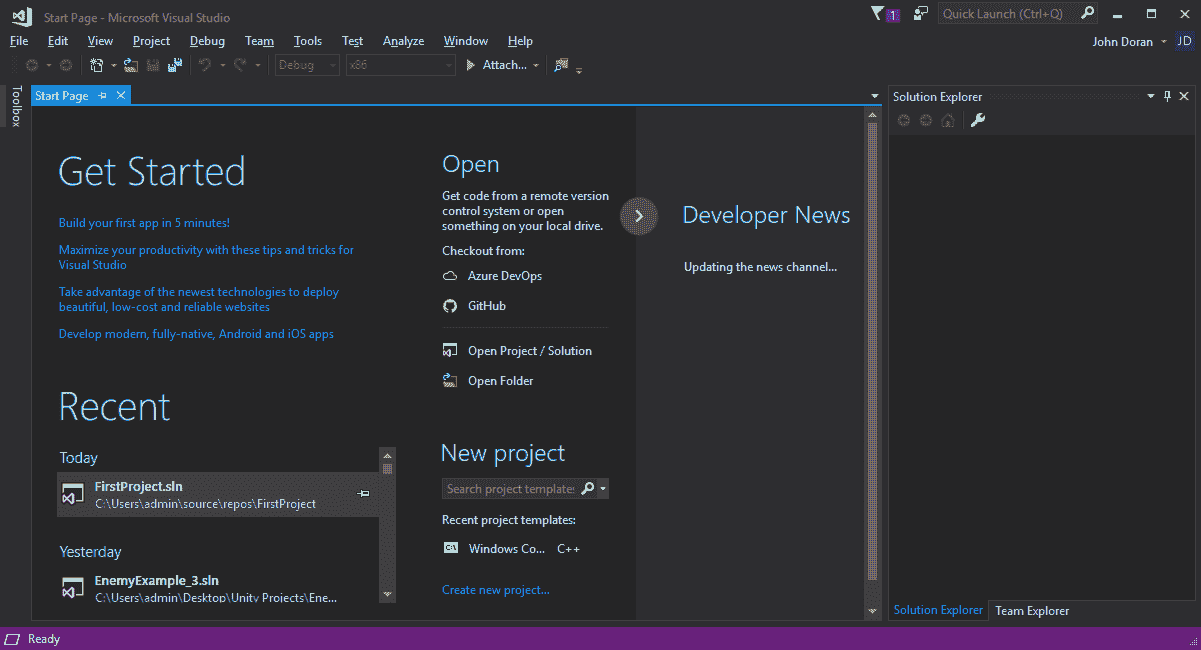 Start Page - Microsoft Visual Studio
1
Quick Launch (Ctrl+Q)
File Edit View Project Debug Team Tools Test Analyze Window Help
John Doran JD
Debug x86 Attach...
Toolbox
Start Page
Solution Explorer
Get Started
Build your first app in 5 minutes!
Maximize your productivity with these tips and tricks for
Visual Studio
Take advantage of the newest technologies to deploy
beautiful, low-cost and reliable websites
Develop modern, fully-native, Android and iOS apps
Recent
Today
FirstProject.sln
C:\Users\admin\source\repos\FirstProject
Yesterday
EnemyExample_3.sln
C:\Users\admin\Desktop\Unity Projects\Ene...
Open
Get code from a remote version
control system or open
something on your local drive.
Checkout from:
Azure DevOps
GitHub
Open Project / Solution
Open Folder
New project
Search project templates
Recent project templates:
C:\ Windows Co... C++
Create new project...
Developer News
Updating the news channel...
Solution Explorer Team Explorer
Ready